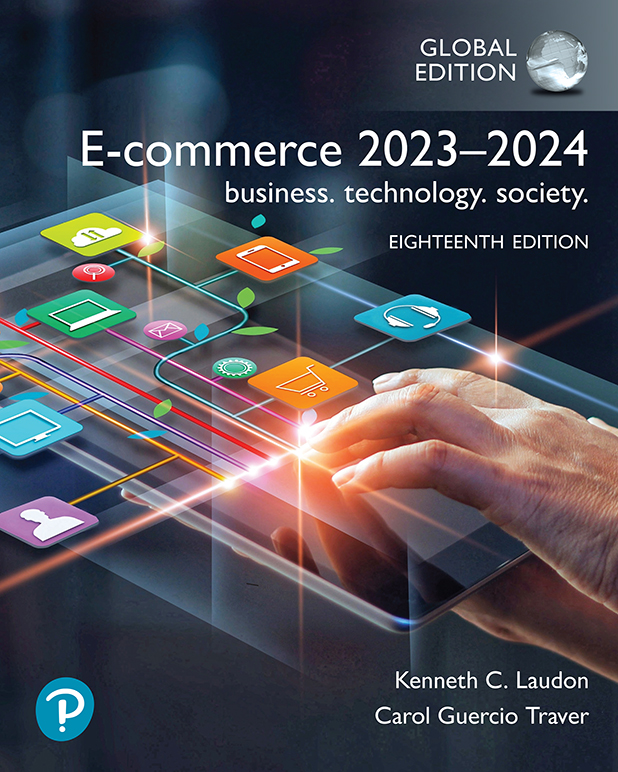 GLOBAL
EDITION
E-commerce 2023–2024
business. technology. society.
EIGHTEENTH EDITION
Kenneth C. Laudon
Carol Guercio Traver
P